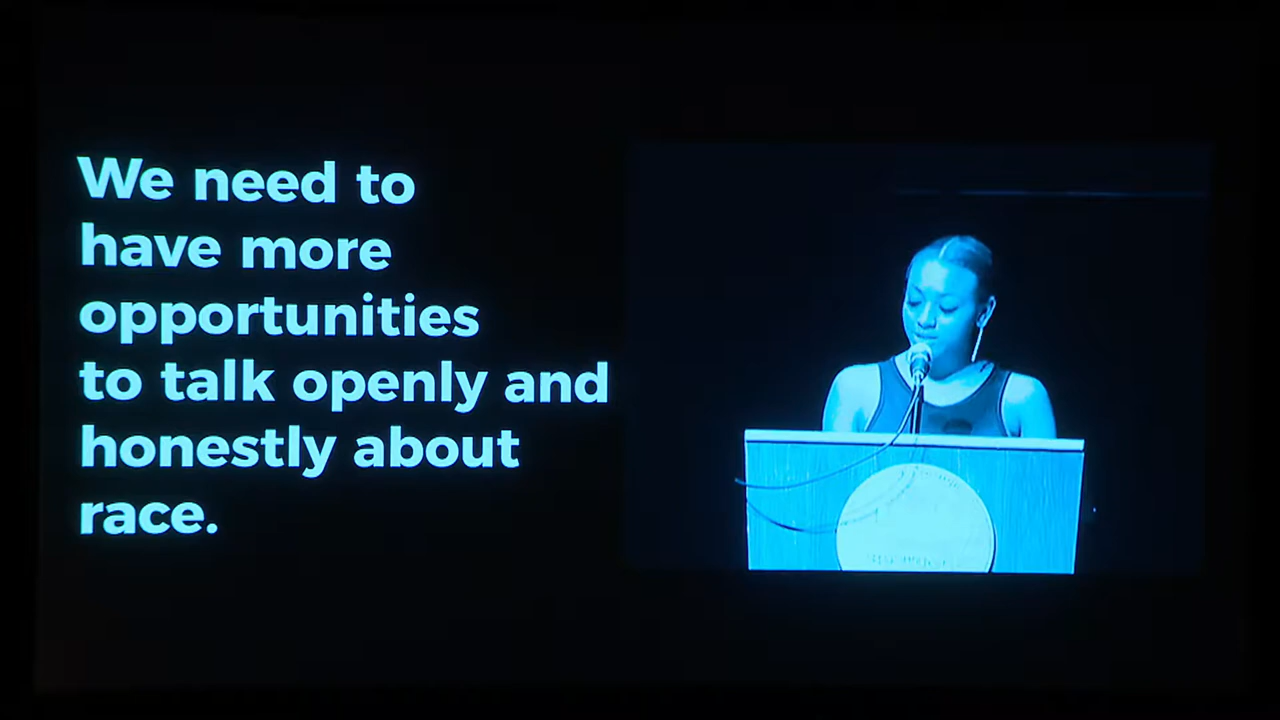 We need to
have more
opportunities
to talk openly and
honestly about
race.